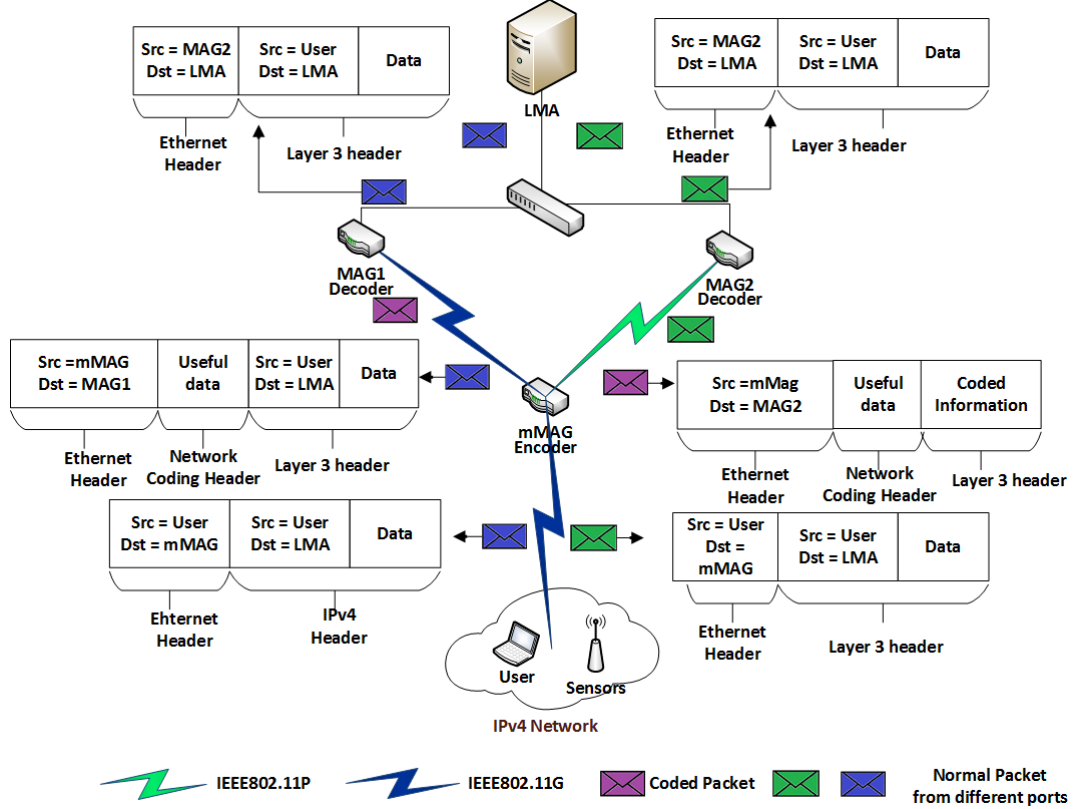 Src = MAG2
Dst = LMA
Src = User
Dst = LMA
Data
Ethernet
Header
Layer 3 header
LMA
Src = MAG2
Dst = LMA
Src = User
Dst = LMA
Data
Ethernet
Header
Layer 3 header
MAG1
Decoder
MAG2
Decoder
Src =mMAG
Dst = MAG1
Useful
data
Src = User
Dst = LMA
Data
Ethernet
Header
Network
Coding Header
Layer 3 header
mMAG
Encoder
Src =mMag
Dst = MAG2
Useful
data
Coded
Information
Ethernet
Header
Network
Coding Header
Layer 3 header
Src = User
Dst = mMAG
Src = User
Dst = LMA
Data
Ehternet
Header
IPv4
Header
Src = User
Dst =
mMAG
Src = User
Dst = LMA
Data
Ethernet
Header
Layer 3 header
User
Sensors
IPv4 Network
IEEE802.11P
IEEE802.11G
Coded Packet
Normal Packet
from different ports